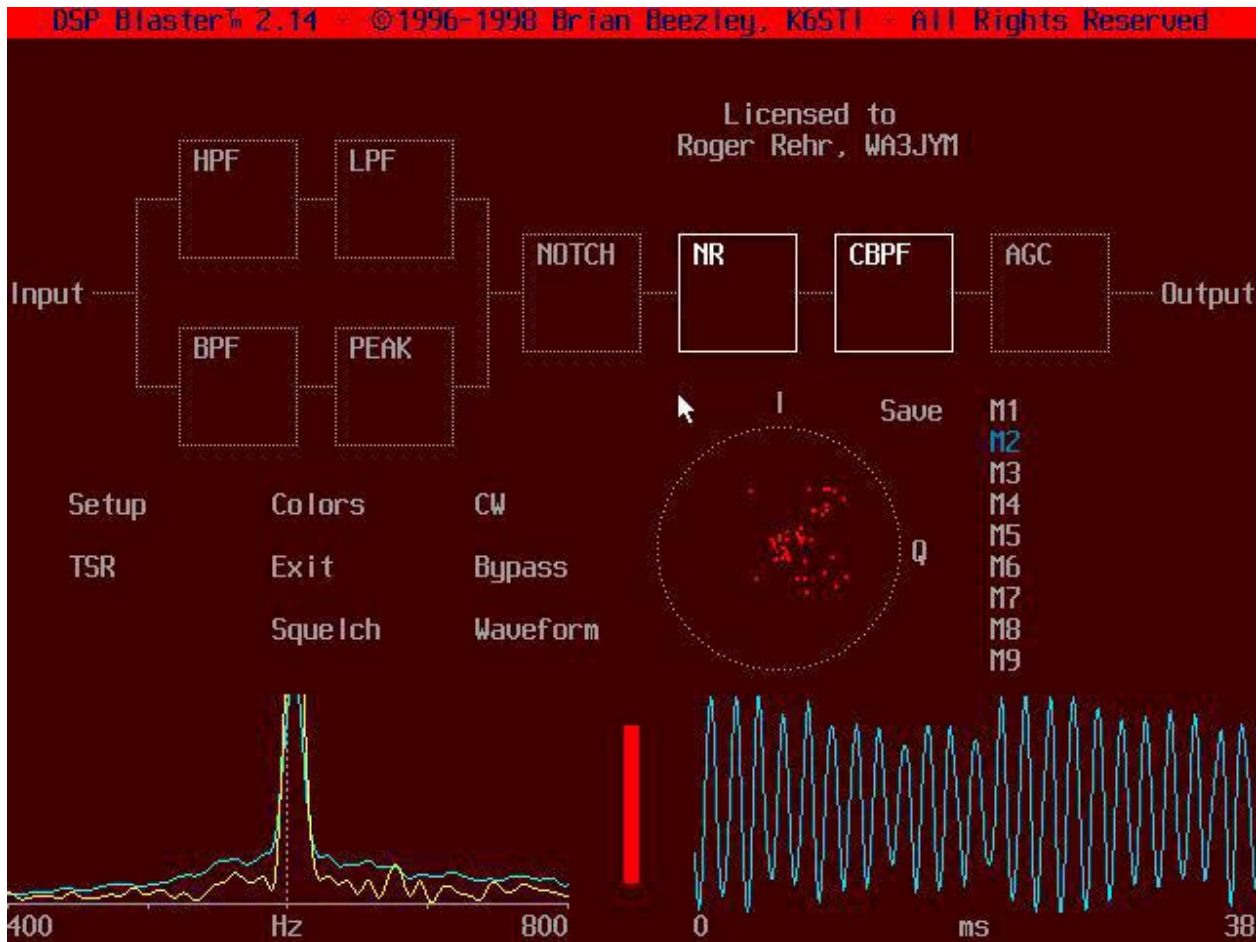 DSP Blaster™ 2.14 - ©1996-1998 Brian Beezley, K6STI - All Rights Reserved
Licensed to
Roger Rehr, WA3JYM
HPF LPF
NOTCH NR CBPF AGC
Input Output
BPF PEAK
I Save M1
M2
M3
Setup Colors CW M4
M5
Q
TSR Exit Bypass M6
M7
Squelch Waveform M8
M9
400 Hz 800 0 ms 38